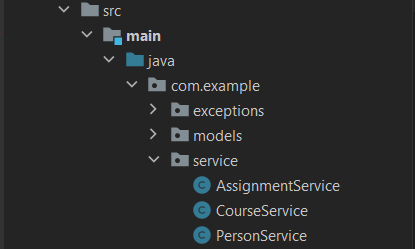 src
main
java
com.example
exceptions
models
service
AssignmentService
CourseService
PersonService